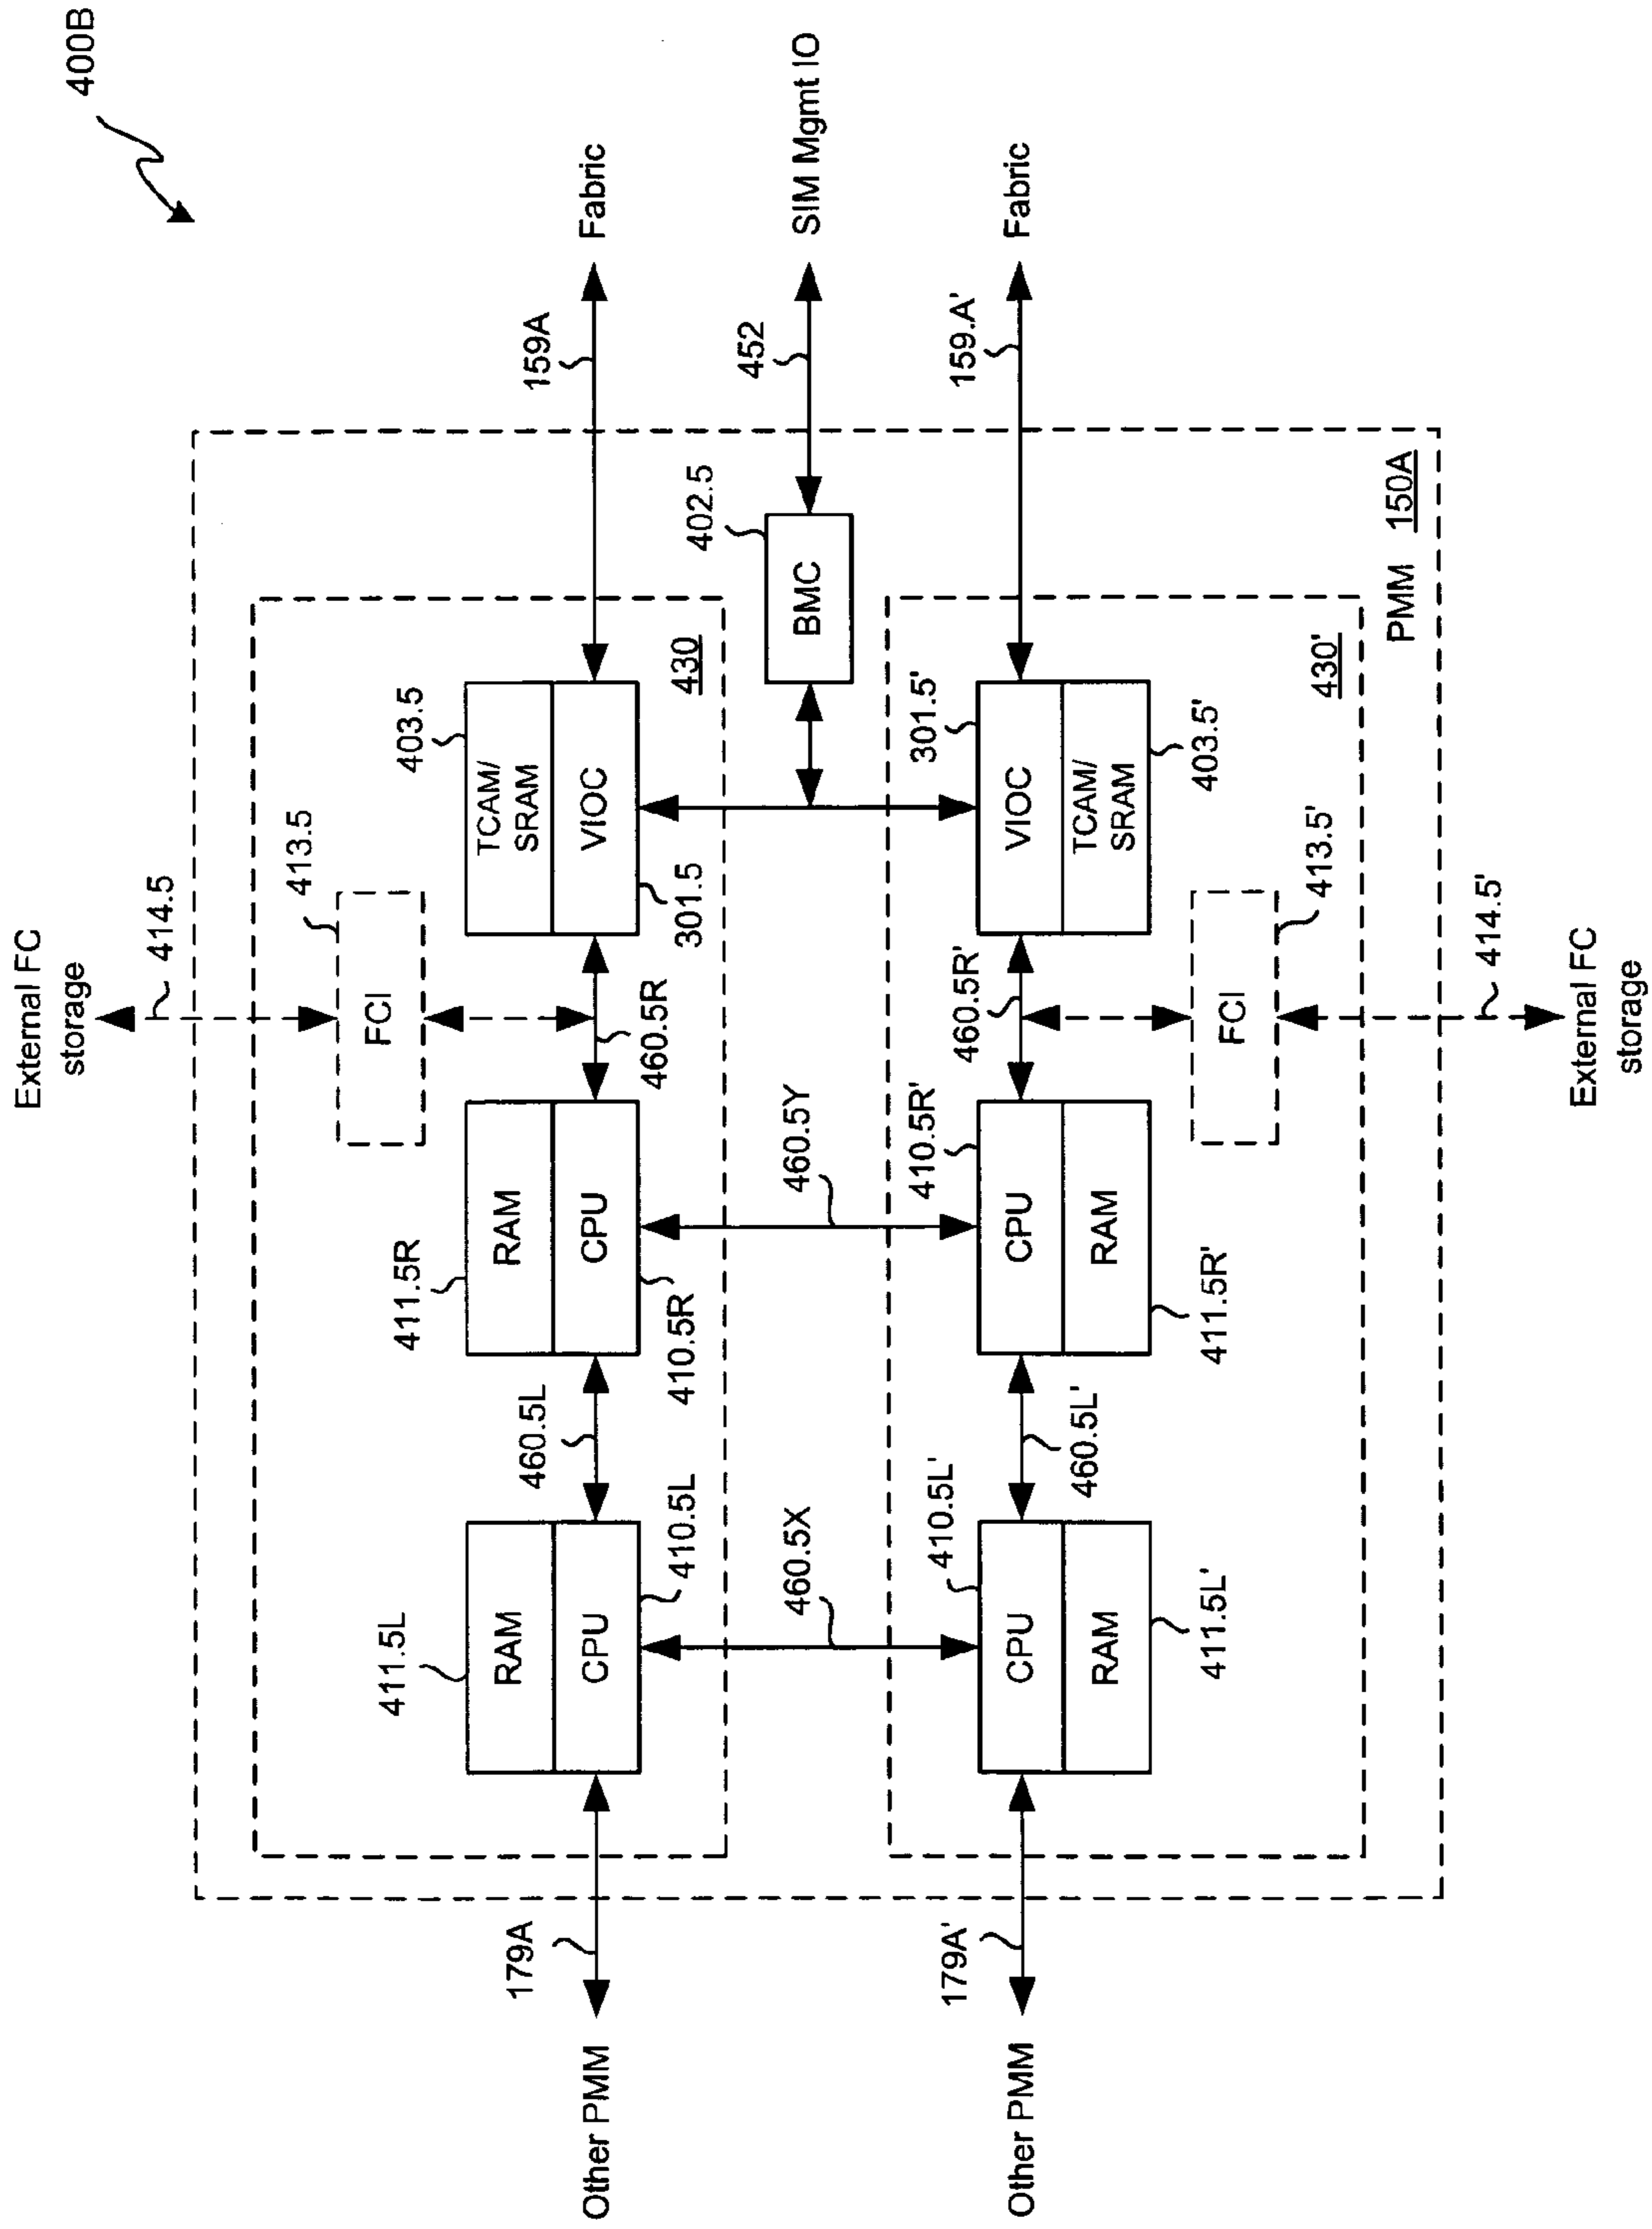 400B
External FC
storage
414.5
413.5
FCI
403.5
TCAM/
SRAM
VIOC
301.5
430
159A
Fabric
460.5R
411.5R
RAM
CPU
410.5R
460.5L
411.5L
RAM
CPU
410.5L
179A
Other PMM
460.5X
460.5Y
402.5
BMC
452
SIM Mgmt IO
410.5L'
CPU
RAM
411.5L'
179A'
Other PMM
460.5L'
410.5R'
CPU
RAM
411.5R'
460.5R'
301.5'
VIOC
TCAM/
SRAM
403.5'
159.A'
Fabric
413.5'
FCI
430'
PMM 150A
414.5'
External FC
storage